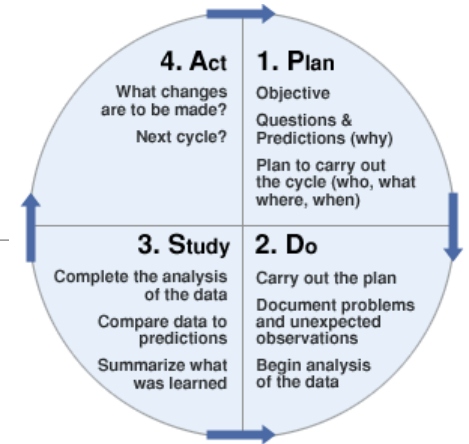 4. Act
What changes
are to be made?
Next cycle?
1. Plan
Objective
Questions &
Predictions (why)
Plan to carry out
the cycle (who, what
where, when)
3. Study
Complete the analysis
of the data
Compare data to
predictions
Summarize what
was learned
2. Do
Carry out the plan
Document problems
and unexpected
observations
Begin analysis
of the data